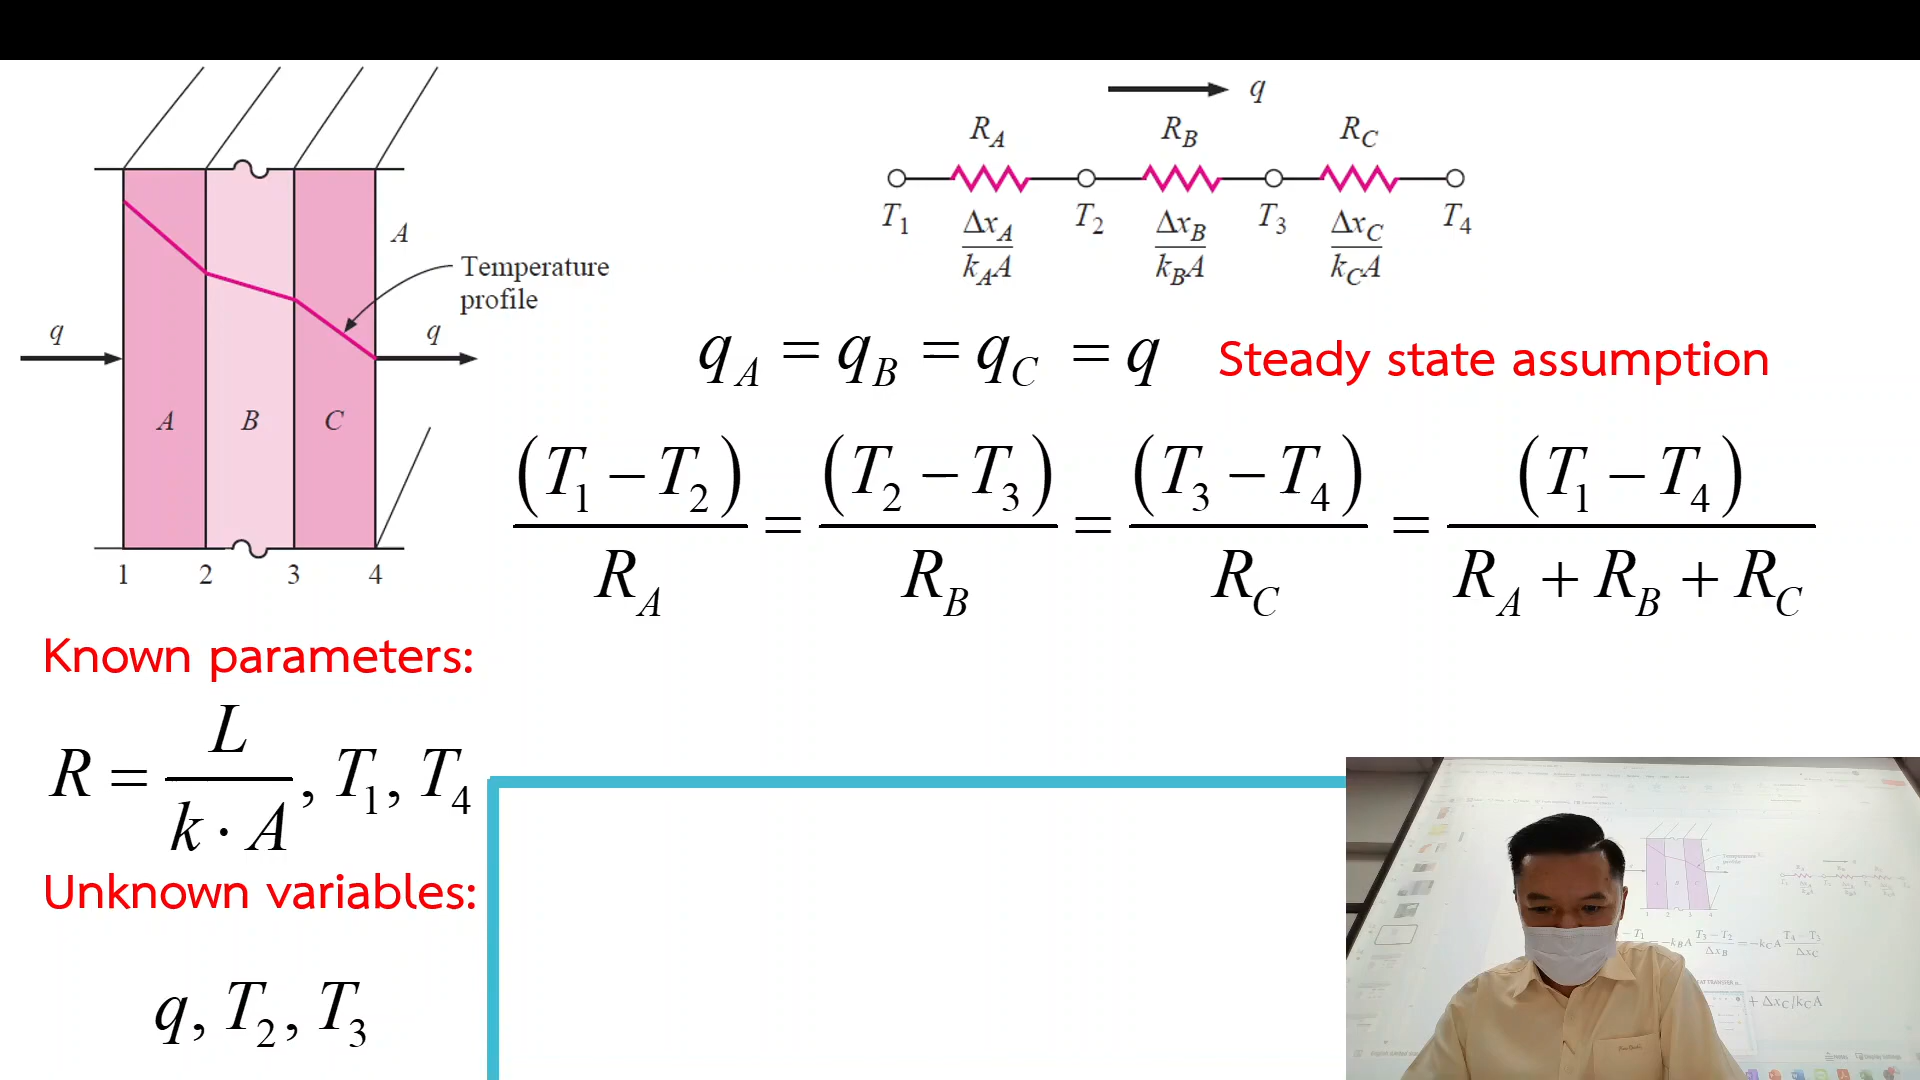 q
R_A R_B R_C
T_1 T_2 T_3 T_4
Δx_A Δx_B Δx_C
k_A A k_B A k_C A
A
Temperature
profile
q q
A B C
1 2 3 4
q_A = q_B = q_C = q Steady state assumption
(T_1 − T_2) / R_A = (T_2 − T_3) / R_B = (T_3 − T_4) / R_C = (T_1 − T_4) / R_A + R_B + R_C
Known parameters:
R = L / k · A, T_1, T_4
Unknown variables:
q, T_2, T_3